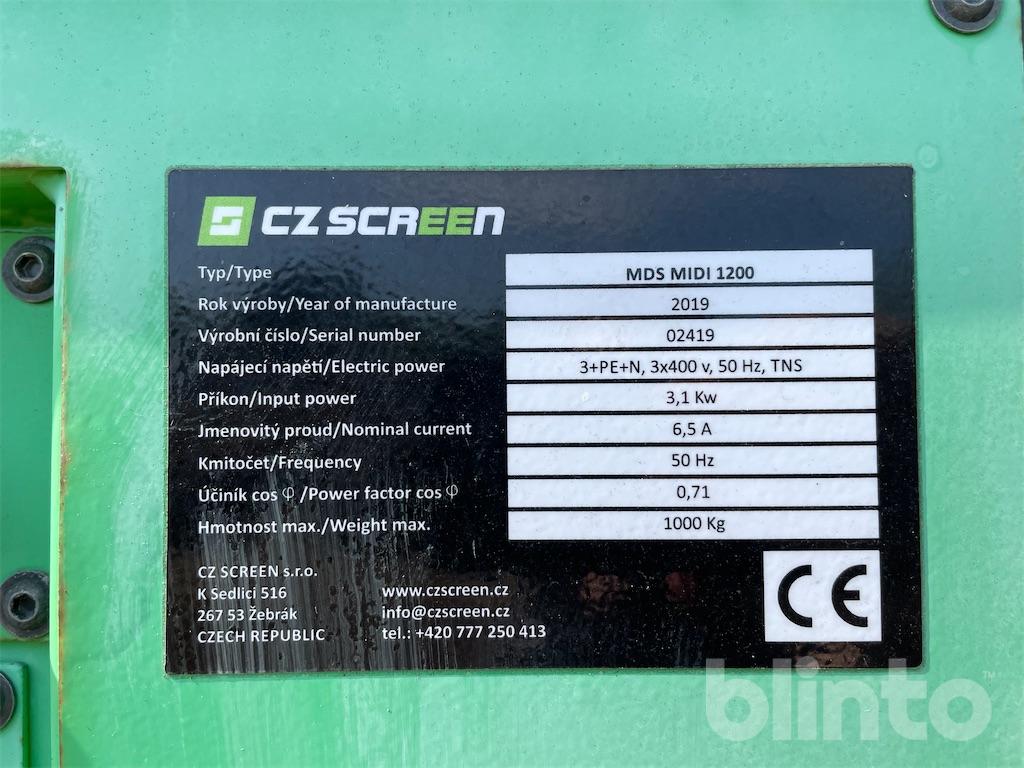 CZ SCREEN
Typ/Type MDS MIDI 1200
Rok výroby/Year of manufacture 2019
Výrobní číslo/Serial number 02419
Napájecí napětí/Electric power 3+PE+N, 3x400 v, 50 Hz, TNS
Příkon/Input power 3,1 Kw
Jmenovitý proud/Nominal current 6,5 A
Kmitočet/Frequency 50 Hz
Účiník cos φ /Power factor cos φ 0,71
Hmotnost max./Weight max. 1000 Kg
CZ SCREEN s.r.o.
K Sedlici 516 www.czscreen.cz
267 53 Žebrák info@czscreen.cz
CZECH REPUBLIC tel.: +420 777 250 413
CE
blinto™